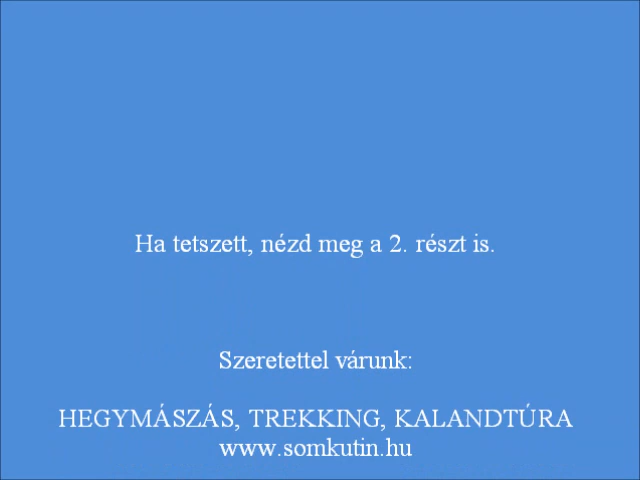 Ha tetszett, nézd meg a 2. részt is.
Szeretettel várunk:
HEGYMÁSZÁS, TREKKING, KALANDTÚRA
www.somkutin.hu